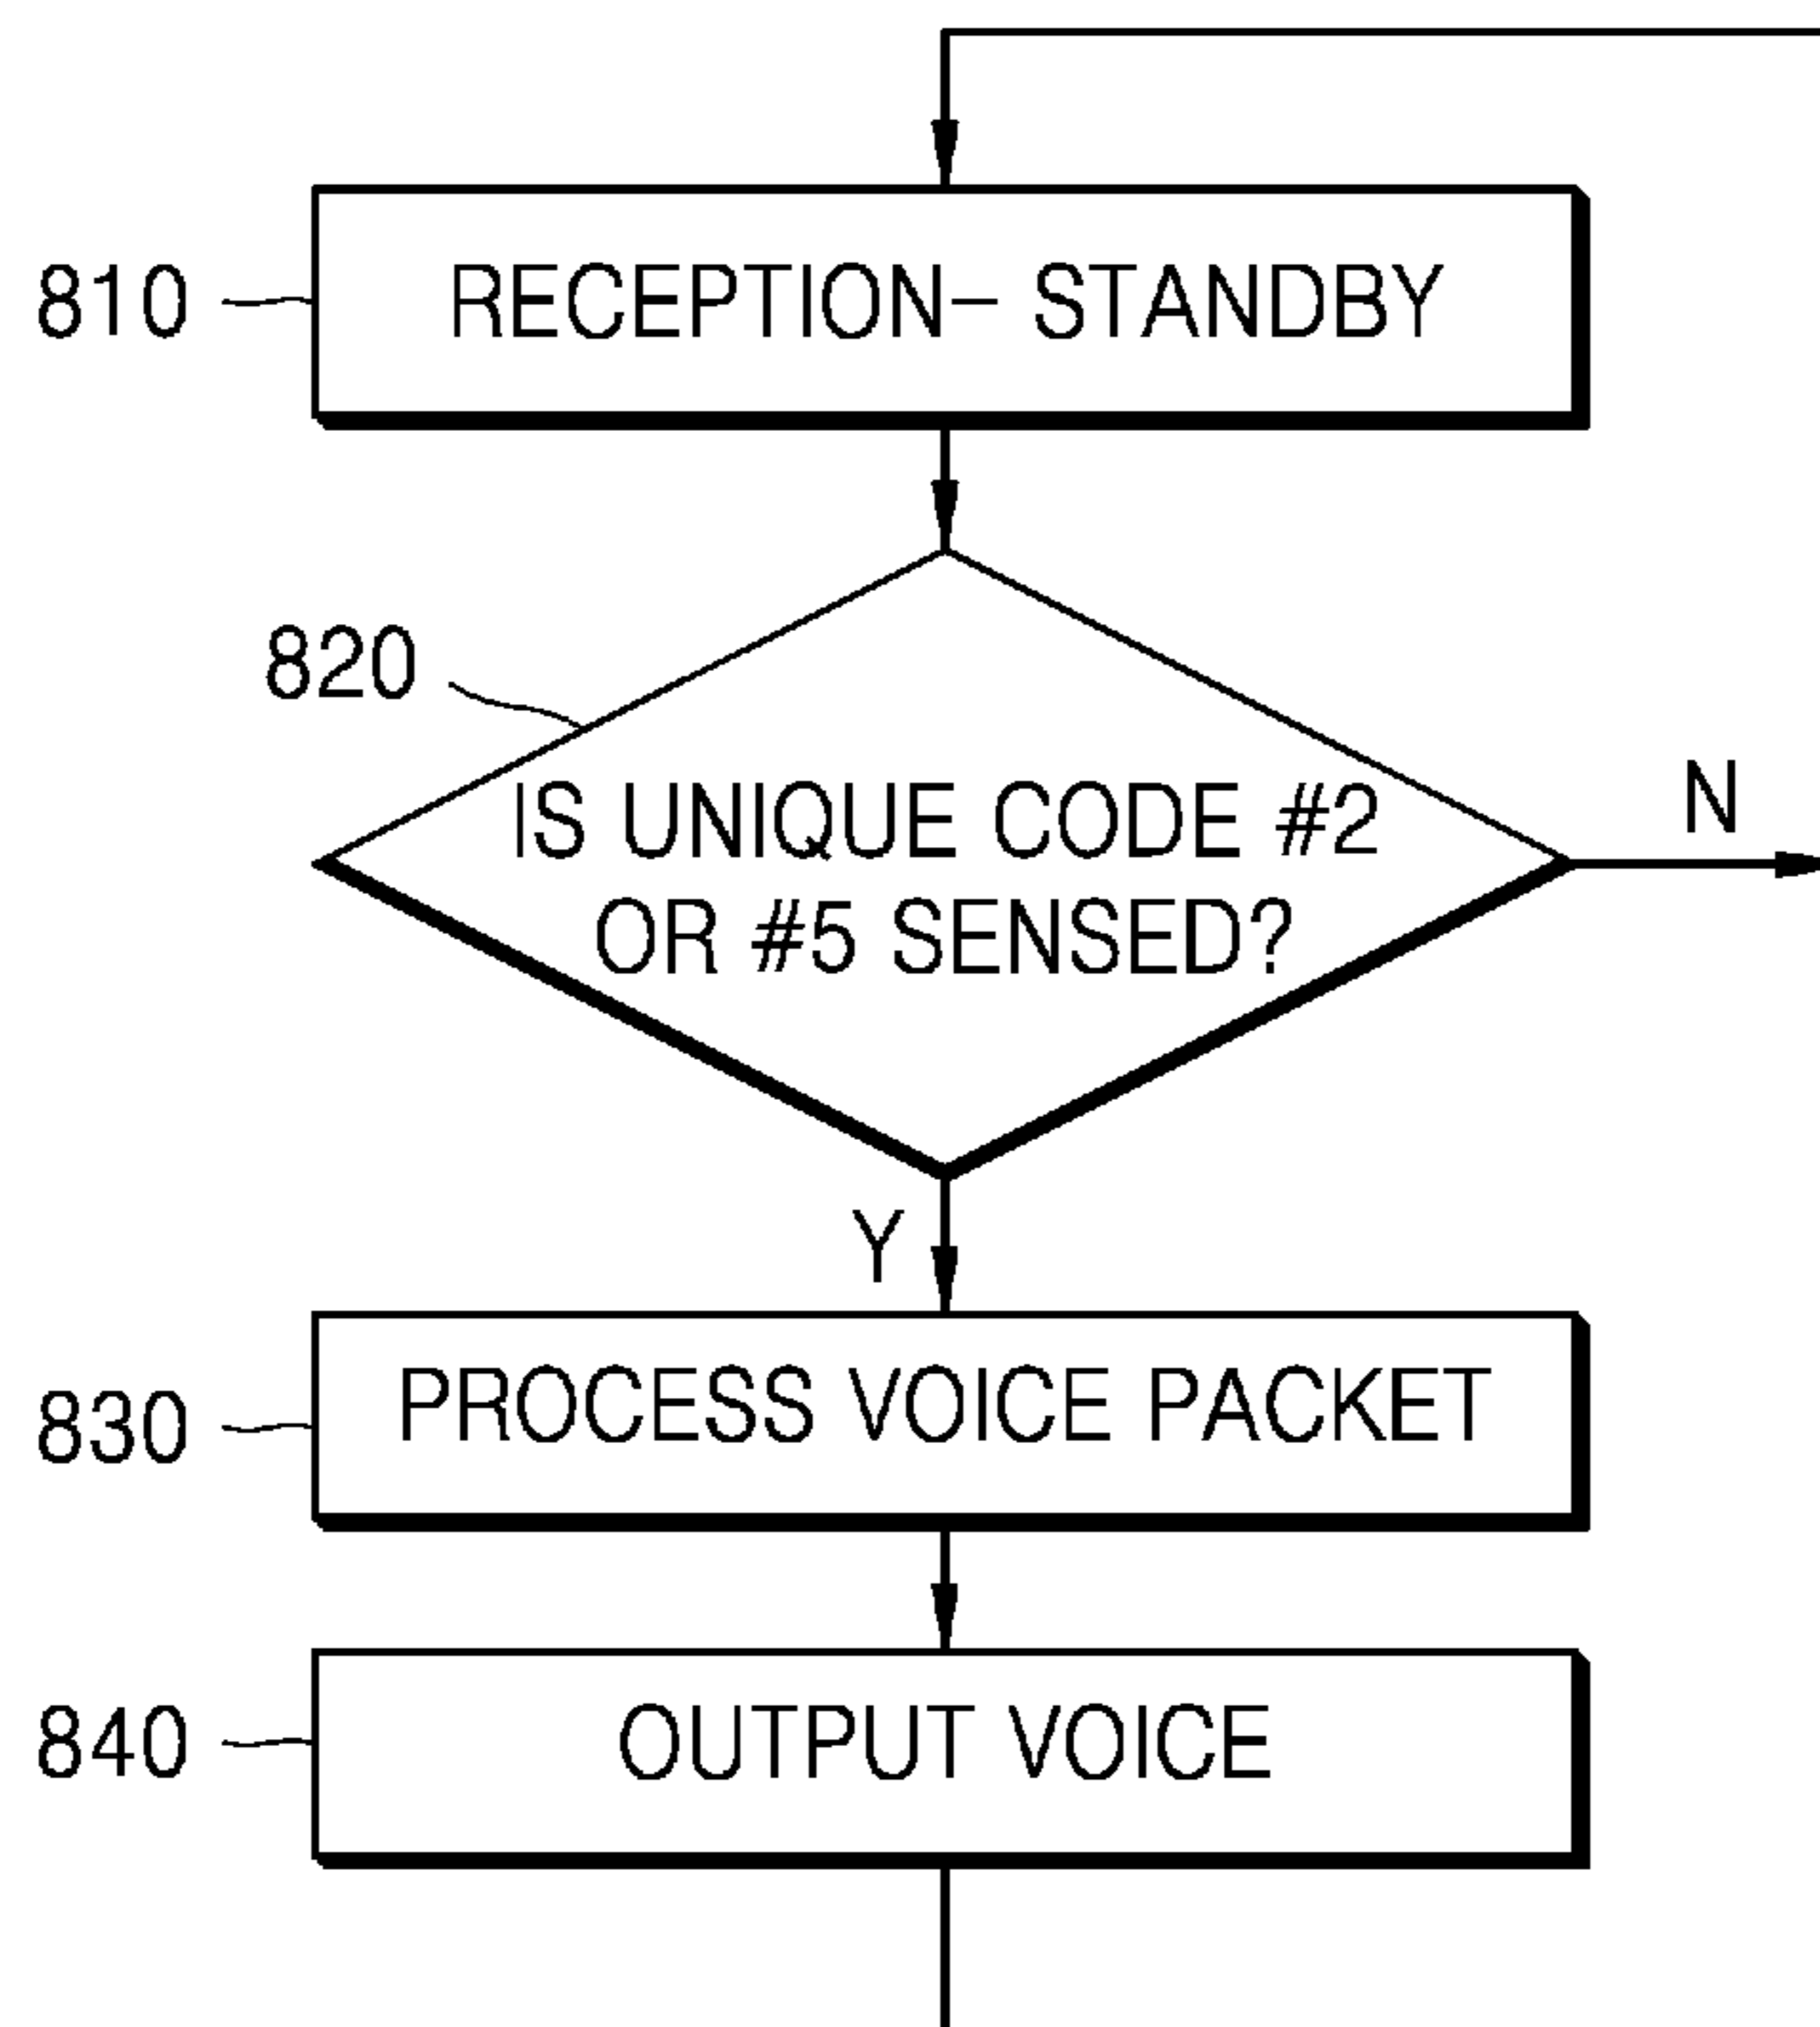 810
RECEPTION- STANDBY
820
IS UNIQUE CODE #2
OR #5 SENSED?
N
Y
830
PROCESS VOICE PACKET
840
OUTPUT VOICE